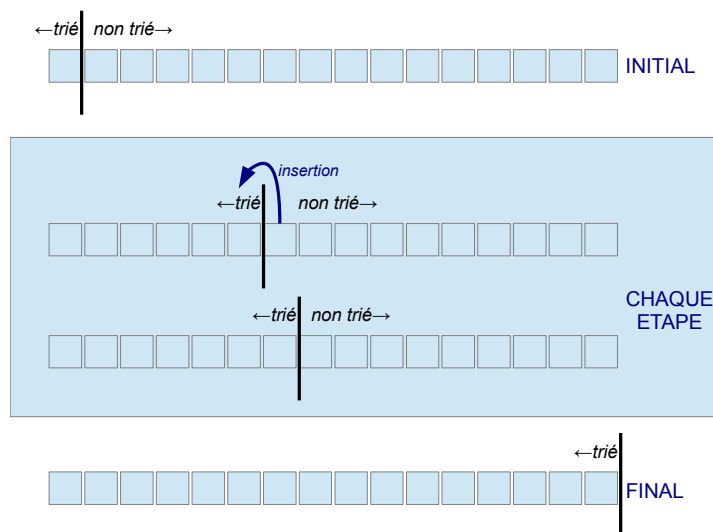 ←trié non trié→
INITIAL
insertion
←trié non trié→
←trié non trié→
CHAQUE
ETAPE
←trié
FINAL